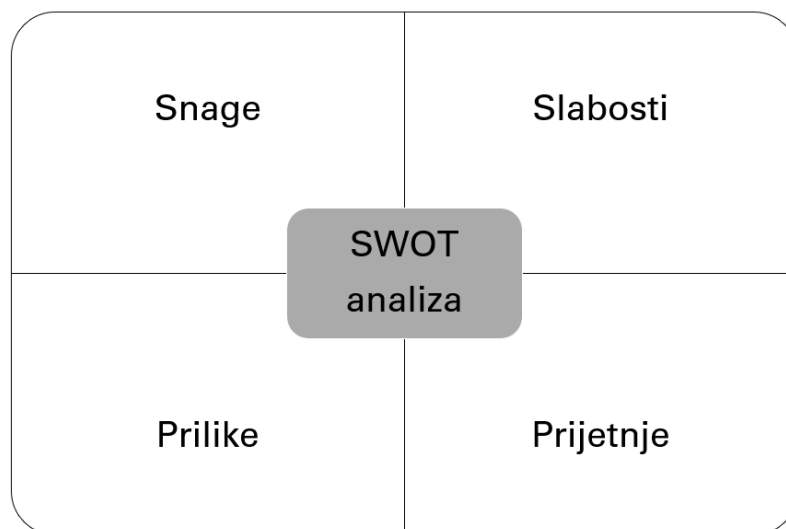 Snage
Slabosti
SWOT
analiza
Prilike
Prijetnje